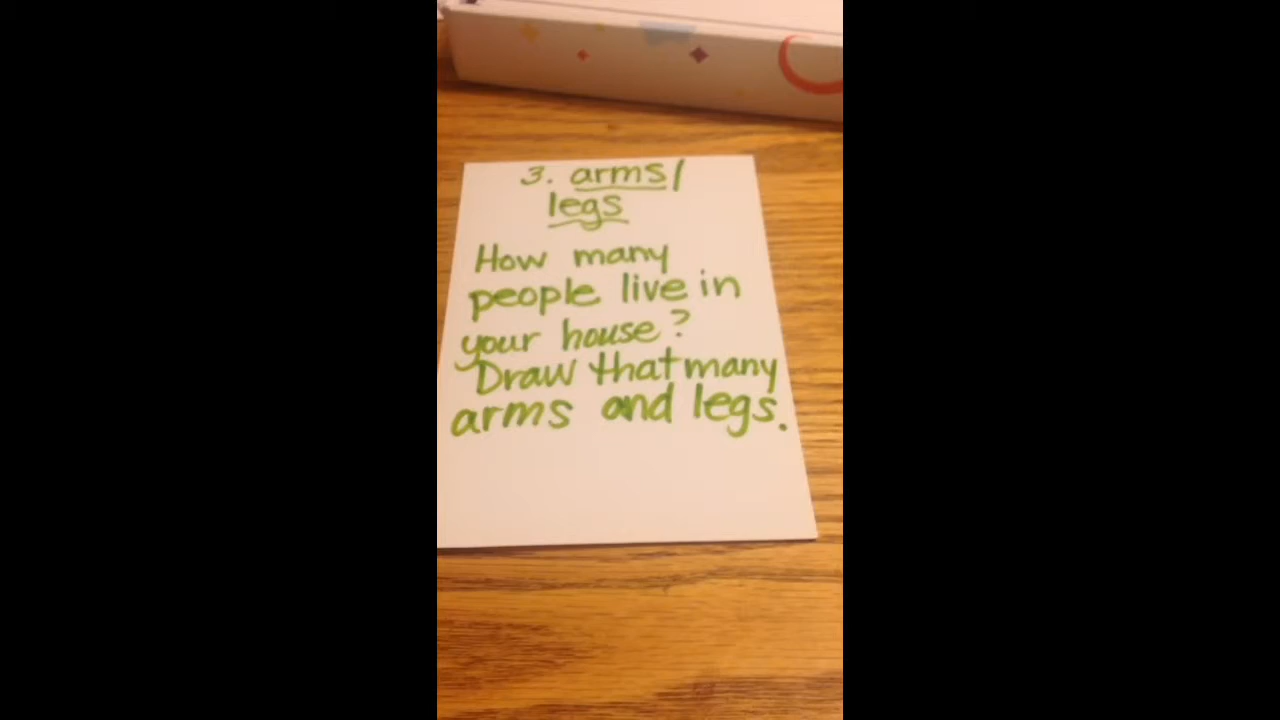 3. arms/
legs
How many
people live in
your house?
Draw that many
arms and legs.